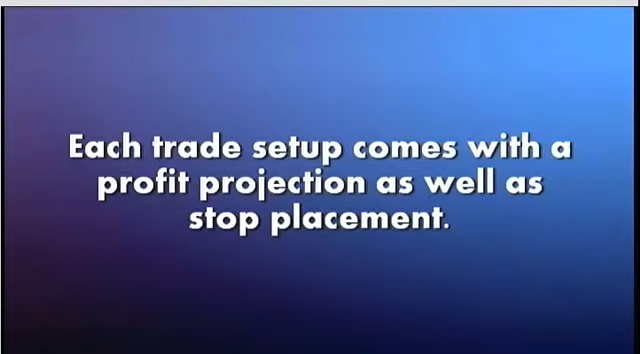 Each trade setup comes with a
profit projection as well as
stop placement.